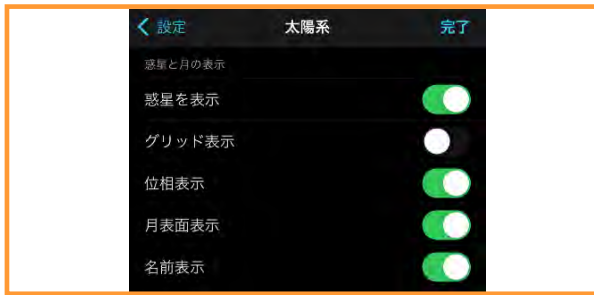 設定 太陽系 完了
惑星と月の表示
惑星を表示
グリッド表示
位相表示
月表面表示
名前表示